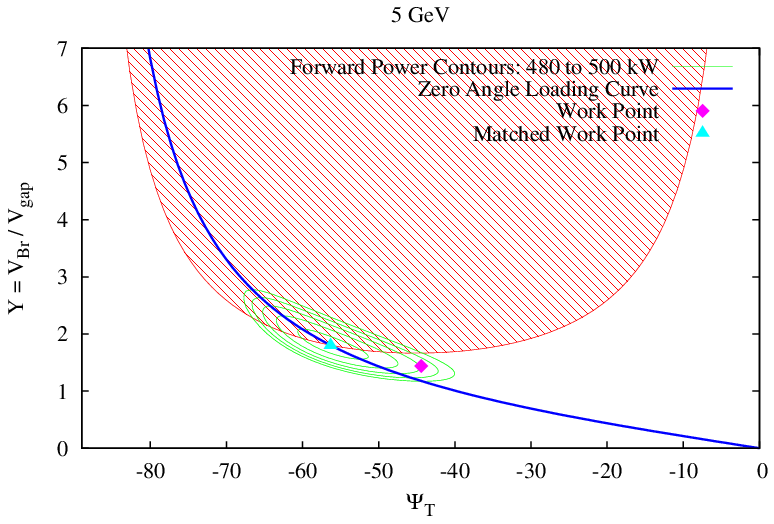 5 GeV
7
6
5
4
3
2
1
0
Y = V_Br / V_gap
Forward Power Contours: 480 to 500 kW
Zero Angle Loading Curve
Work Point
Matched Work Point
-80 -70 -60 -50 -40 -30 -20 -10 0
Ψ_T